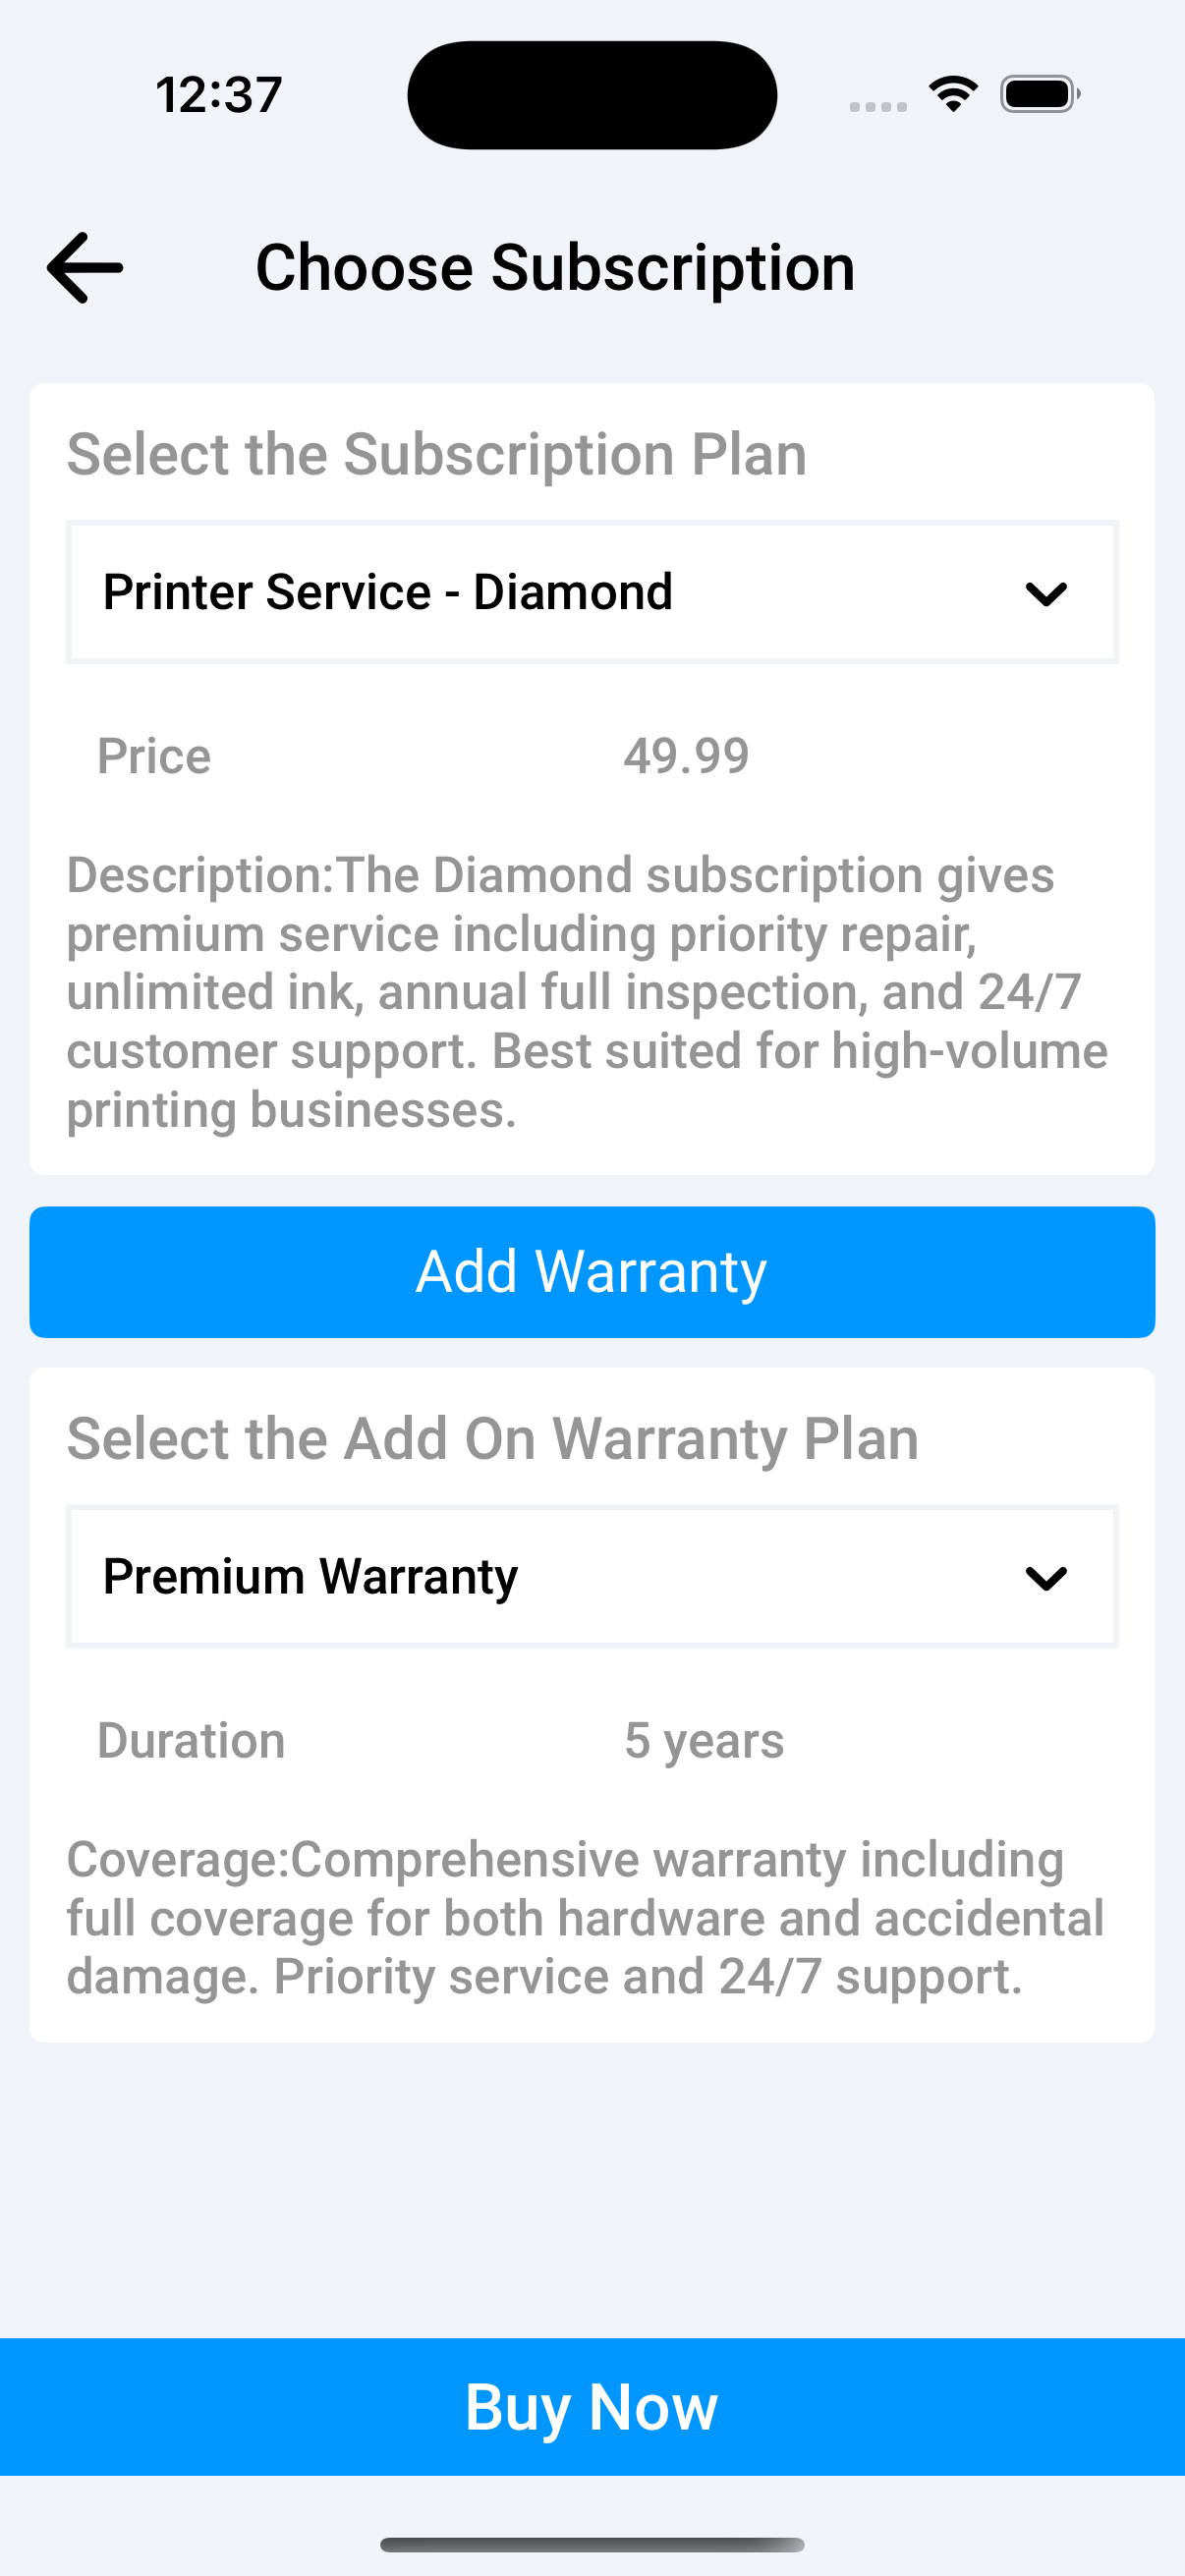 12:37
Choose Subscription
Select the Subscription Plan
Printer Service - Diamond
Price 49.99
Description:The Diamond subscription gives
premium service including priority repair,
unlimited ink, annual full inspection, and 24/7
customer support. Best suited for high-volume
printing businesses.
Add Warranty
Select the Add On Warranty Plan
Premium Warranty
Duration 5 years
Coverage:Comprehensive warranty including
full coverage for both hardware and accidental
damage. Priority service and 24/7 support.
Buy Now